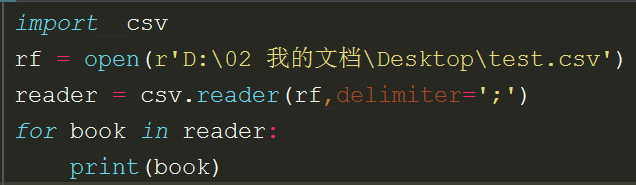 import  csv
rf = open(r'D:\02 我的文档\Desktop\test.csv')
reader = csv.reader(rf,delimiter=';')
for book in reader:
    print(book)